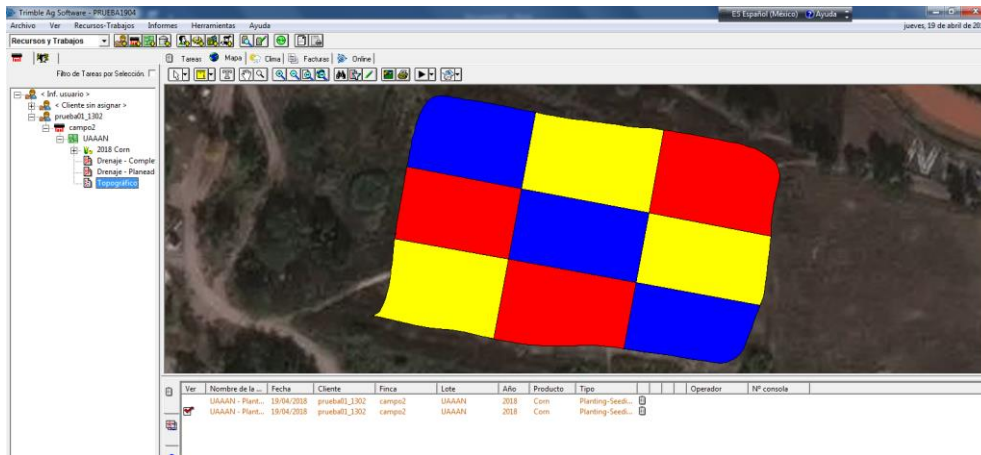 Trimble Ag Software - PRUEBA1904
ES Español (México) Ayuda
Archivo Ver Recursos-Trabajos Informes Herramientas Ayuda
jueves, 19 de abril de 20
Recursos y Trabajos
Tareas Mapa Clima Facturas Online
Filtro de Tareas por Selección
< Inf. usuario >
< Cliente sin asignar >
prueba01_1302
campo2
UAAAN
2018 Corn
Drenaje - Comple
Drenaje - Planead
Topográfico
Ver Nombre de la ... Fecha Cliente Finca Lote Año Producto Tipo Operador Nº consola
UAAAN - Plant... 19/04/2018 prueba01_1302 campo2 UAAAN 2018 Corn Planting-Seedi...
UAAAN - Plant... 19/04/2018 prueba01_1302 campo2 UAAAN 2018 Corn Planting-Seedi...